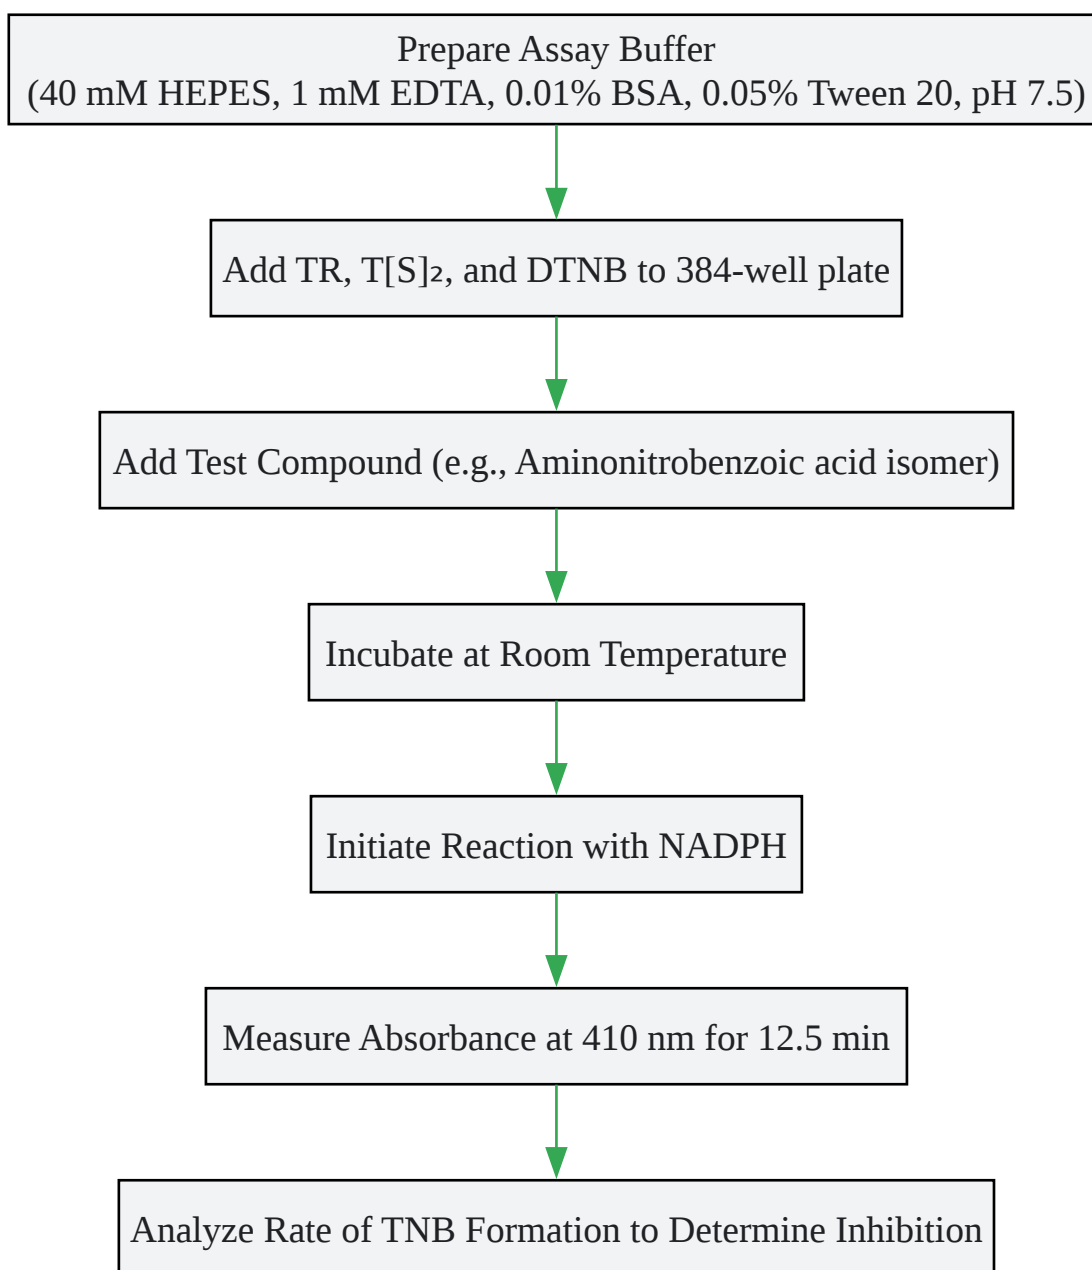 Prepare Assay Buffer
(40 mM HEPES, 1 mM EDTA, 0.01% BSA, 0.05% Tween 20, pH 7.5)
Add TR, T[S]₂, and DTNB to 384-well plate
Add Test Compound (e.g., Aminonitrobenzoic acid isomer)
Incubate at Room Temperature
Initiate Reaction with NADPH
Measure Absorbance at 410 nm for 12.5 min
Analyze Rate of TNB Formation to Determine Inhibition